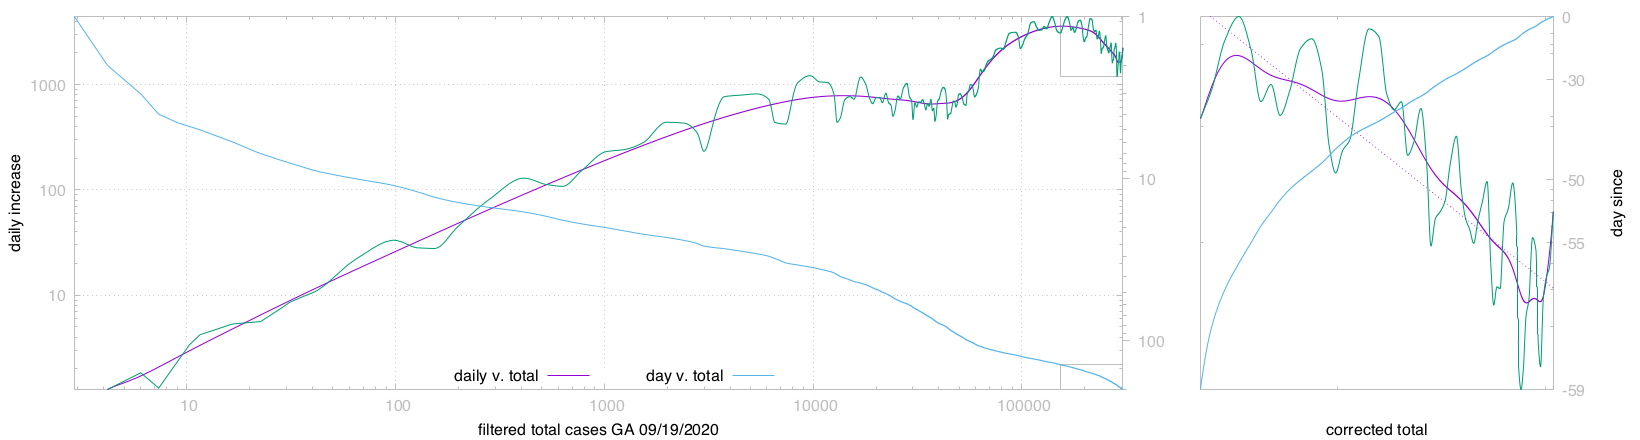 1000
100
10
daily increase
10
100
1000
10000
100000
filtered total cases GA 09/19/2020
daily v. total
day v. total
1
10
100
0
-30
-50
-55
-59
day since
corrected total